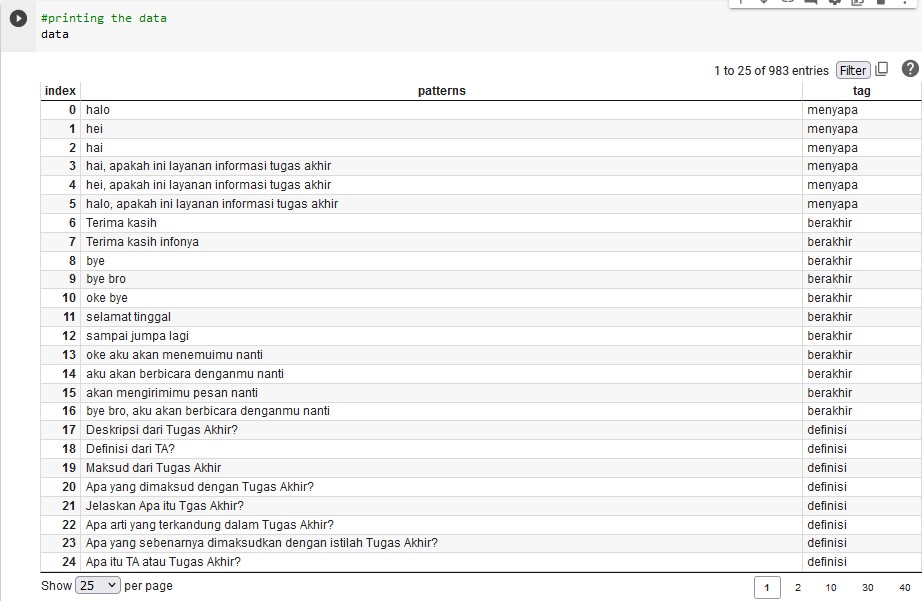 #printing the data
data
1 to 25 of 983 entries Filter ?
index patterns tag
0 halo menyapa
1 hei menyapa
2 hai menyapa
3 hai, apakah ini layanan informasi tugas akhir menyapa
4 hei, apakah ini layanan informasi tugas akhir menyapa
5 halo, apakah ini layanan informasi tugas akhir menyapa
6 Terima kasih berakhir
7 Terima kasih infonya berakhir
8 bye berakhir
9 bye bro berakhir
10 oke bye berakhir
11 selamat tinggal berakhir
12 sampai jumpa lagi berakhir
13 oke aku akan menemuimu nanti berakhir
14 aku akan berbicara denganmu nanti berakhir
15 akan mengirimimu pesan nanti berakhir
16 bye bro, aku akan berbicara denganmu nanti berakhir
17 Deskripsi dari Tugas Akhir? definisi
18 Definisi dari TA? definisi
19 Maksud dari Tugas Akhir definisi
20 Apa yang dimaksud dengan Tugas Akhir? definisi
21 Jelaskan Apa itu Tgas Akhir? definisi
22 Apa arti yang terkandung dalam Tugas Akhir? definisi
23 Apa yang sebenarnya dimaksudkan dengan istilah Tugas Akhir? definisi
24 Apa itu TA atau Tugas Akhir? definisi
Show 25 per page 1 2 10 30 40